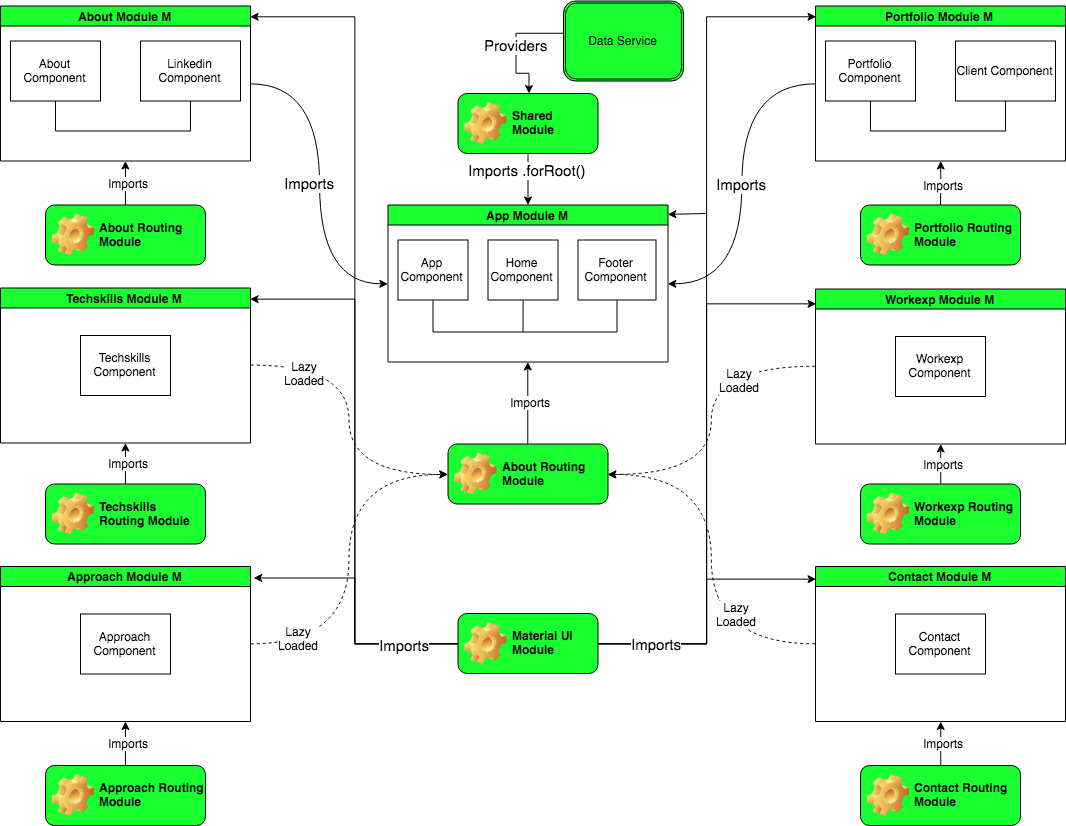 About Module M
About
Component
Linkedin
Component
Imports
About Routing
Module
Imports
Providers
Data Service
Shared
Module
Imports .forRoot()
App Module M
App
Component
Home
Component
Footer
Component
Imports
About Routing
Module
Portfolio Module M
Portfolio
Component
Client Component
Imports
Portfolio Routing
Module
Imports
Techskills Module M
Techskills
Component
Lazy
Loaded
Imports
Techskills
Routing Module
Workexp Module M
Workexp
Component
Lazy
Loaded
Imports
Workexp Routing
Module
Approach Module M
Approach
Component
Lazy
Loaded
Imports
Approach Routing
Module
Imports
Material UI
Module
Imports
Contact Module M
Contact
Component
Lazy
Loaded
Imports
Contact Routing
Module